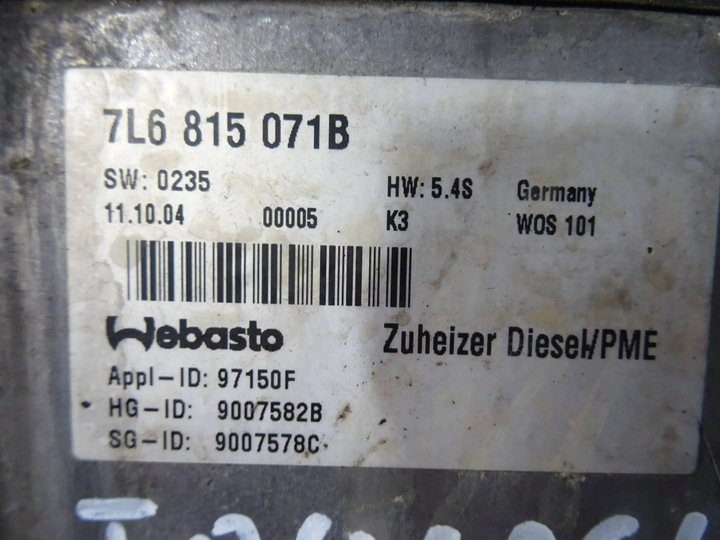 7L6 815 071B
SW: 0235 HW: 5.4S Germany
11.10.04 00005 K3 WOS 101
Webasto Zuheizer Diesel/PME
Appl-ID: 97150F
HG-ID: 9007582B
SG-ID: 9007578C